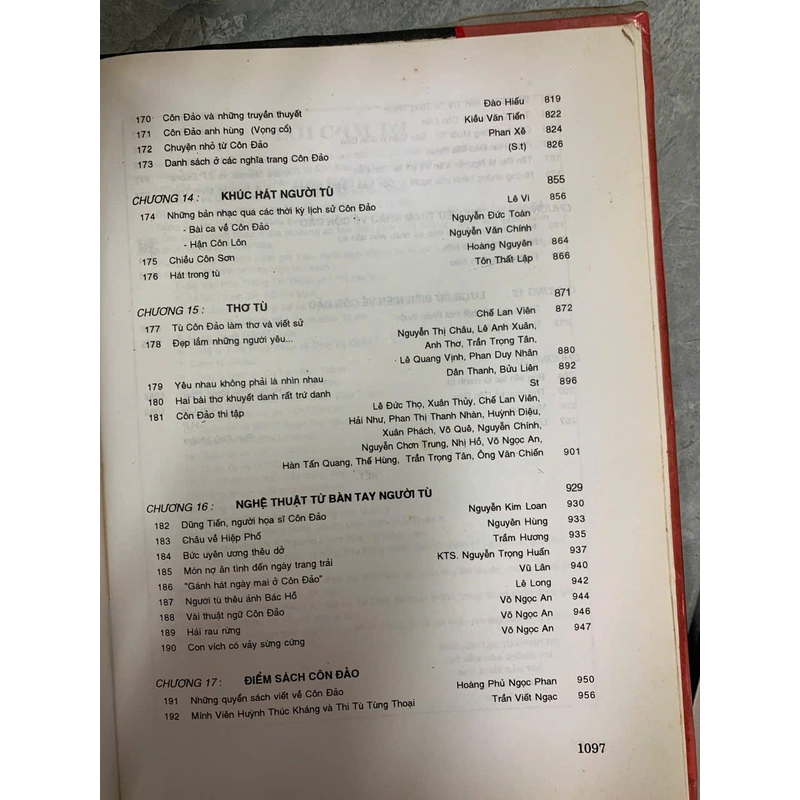 170 Côn Đảo và những truyền thuyết Đào Hiếu 819
171 Côn Đảo anh hùng (Vọng cổ) Kiều Văn Tiến 822
172 Chuyện nhỏ từ Côn Đảo Phan Xê 824
173 Danh sách ở các nghĩa trang Côn Đảo (S.t) 826
CHƯƠNG 14 : KHÚC HÁT NGƯỜI TÙ 855
174 Những bản nhạc qua các thời kỳ lịch sử Côn Đảo Lê Vi 856
- Bài ca về Côn Đảo Nguyễn Đức Toàn
- Hận Côn Lôn Nguyễn Văn Chính
175 Chiều Côn Sơn Hoàng Nguyên 864
176 Hát trong tù Tôn Thất Lập 866
CHƯƠNG 15 : THƠ TÙ 871
177 Tù Côn Đảo làm thơ và viết sử Chế Lan Viên 872
178 Đẹp lắm những người yêu... Nguyễn Thị Châu, Lê Anh Xuân,
Anh Thơ, Trần Trọng Tân,
Lê Quang Vịnh, Phan Duy Nhân 880
179 Yêu nhau không phải là nhìn nhau Dân Thanh, Bửu Liên 892
180 Hai bài thơ khuyết danh rất trứ danh St 896
181 Côn Đảo thi tập Lê Đức Thọ, Xuân Thủy, Chế Lan Viên,
Hải Như, Phan Thị Thanh Nhàn, Huỳnh Diệu,
Xuân Phách, Võ Quê, Nguyễn Chính,
Nguyễn Chơn Trung, Nhị Hồ, Võ Ngọc An,
Hàn Tấn Quang, Thế Hùng, Trần Trọng Tân, Ông Văn Chiến 901
CHƯƠNG 16 : NGHỆ THUẬT TỪ BÀN TAY NGƯỜI TÙ 929
182 Dũng Tiến, người họa sĩ Côn Đảo Nguyễn Kim Loan 930
183 Châu về Hiệp Phố Nguyên Hùng 933
184 Bức uyên ương thêu dở Trầm Hương 935
185 Món nợ ân tình đến ngày trang trải KTS. Nguyễn Trọng Huấn 937
186 "Gánh hát ngày mai ở Côn Đảo" Vũ Lân 940
187 Người tù thêu ảnh Bác Hồ Lê Long 942
188 Vài thuật ngữ Côn Đảo Võ Ngọc An 944
189 Hái rau rừng Võ Ngọc An 946
190 Con vích có vảy sừng cứng Võ Ngọc An 947
CHƯƠNG 17 : ĐIỂM SÁCH CÔN ĐẢO
191 Những quyển sách viết về Côn Đảo Hoàng Phủ Ngọc Phan 950
192 Minh Viên Huỳnh Thúc Kháng và Thi Tù Tùng Thoại Trần Viết Ngạc 956
1097